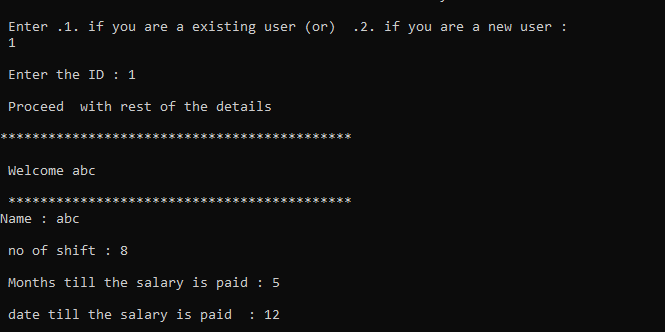 Enter .1. if you are a existing user (or)  .2. if you are a new user :
1
Enter the ID : 1
Proceed  with rest of the details
********************************************
Welcome abc
*******************************************
Name : abc
no of shift : 8
Months till the salary is paid : 5
date till the salary is paid  : 12